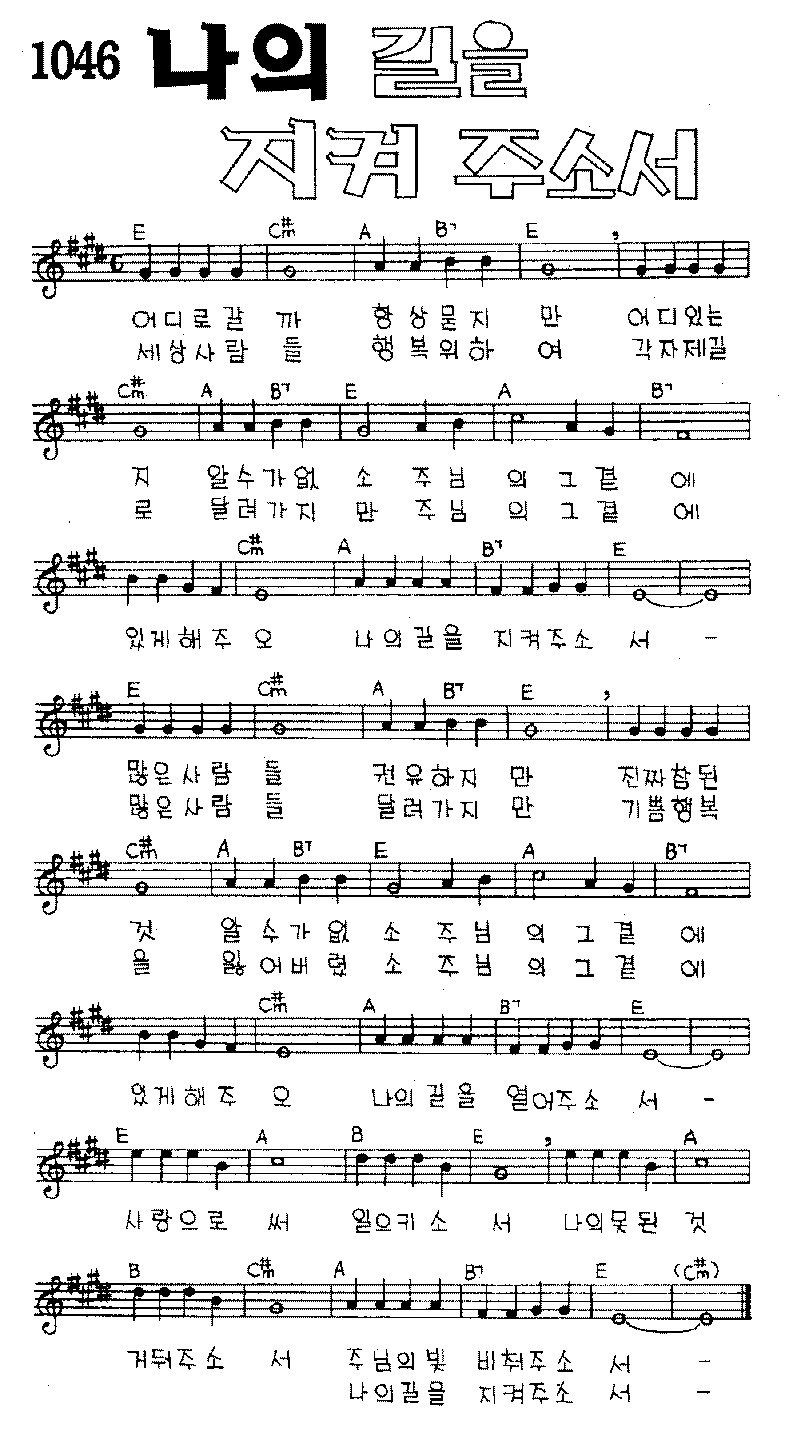 1046 나의 길을
지켜 주소서
E C#m A B7 E
어디로갈 까 항상묻지 만 어디있는
세상사람 들 행복위하 여 각자제길
C#m A B7 E A B7
지 알수가없 소 주님 의그곁 에
로 달려가지 만 주님 의그곁 에
C#m A B7 E
있게해주 오 나의길을 지켜주소 서 -
E C#m A B7 E
많은사람 들 권유하지 만 진짜참된
많은사람 들 달려가지 만 기쁨행복
C#m A B7 E A B7
것 알수가없 소 주님 의그곁 에
을 잃어버렸 소 주님 의그곁 에
C#m A B7 E
있게해주 오 나의길을 열어주소 서 -
E A B E A
사랑으로 써 일으키소 서 나의못된 것
B C#m A B7 E (C#m)
거둬주소 서 주님의빛 비춰주소 서 -
나의길을 지켜주소 서 -